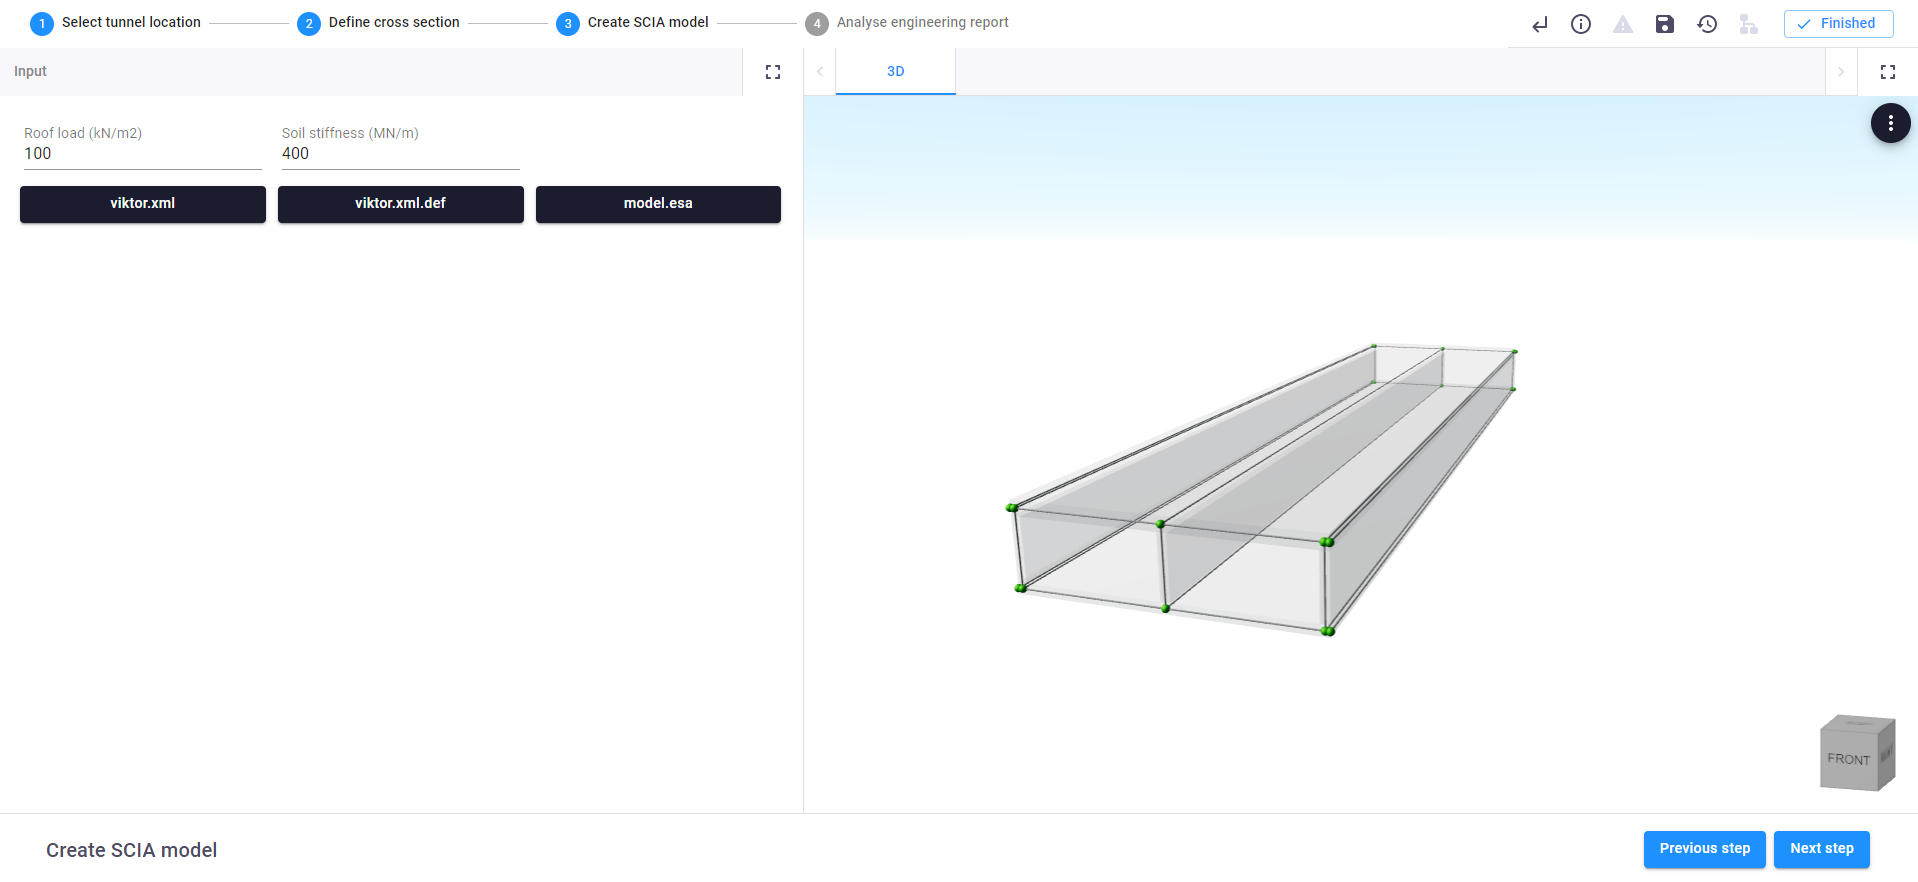 1 Select tunnel location 2 Define cross section 3 Create SCIA model 4 Analyse engineering report Finished
Input
3D
Roof load (kN/m2) Soil stiffness (MN/m)
100 400
viktor.xml viktor.xml.def model.esa
FRONT
Create SCIA model Previous step Next step